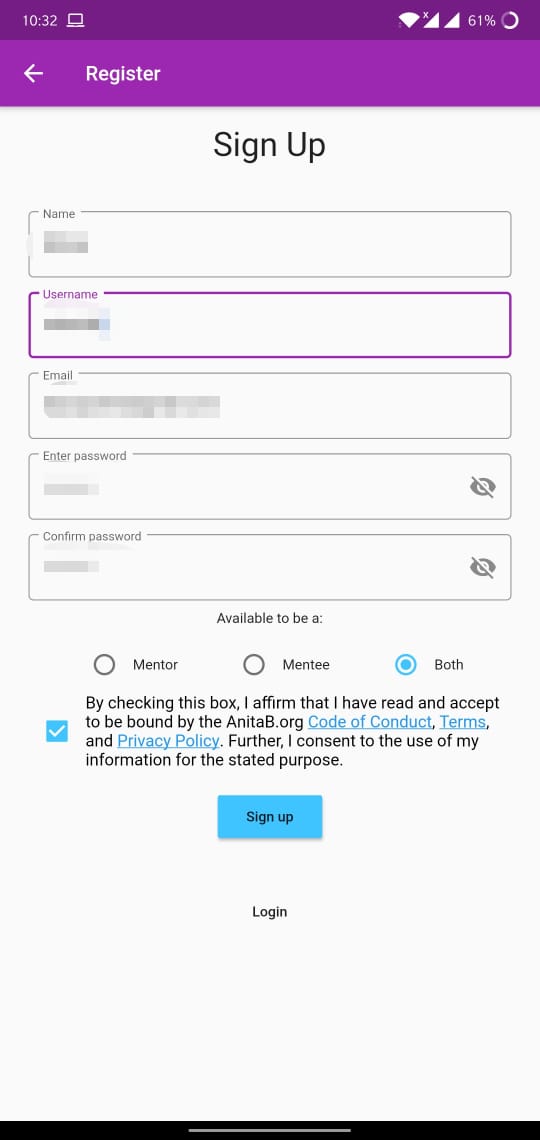 10:32
x
61%
Register
Sign Up
Name
Username
Email
Enter password
Confirm password
Available to be a:
Mentor Mentee Both
By checking this box, I affirm that I have read and accept
to be bound by the AnitaB.org Code of Conduct, Terms,
and Privacy Policy. Further, I consent to the use of my
information for the stated purpose.
Sign up
Login